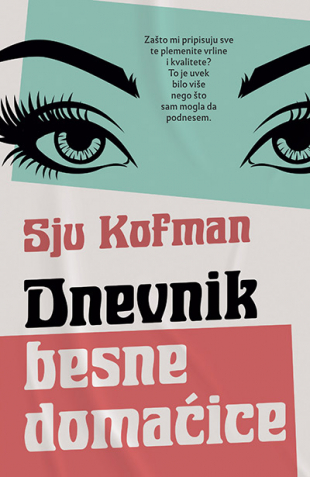 Zašto mi pripisuju sve
te plemenite vrline
i kvalitete?
To je uvek
bilo više
nego što
sam mogla da
podnesem.
Sju Kofman
Dnevnik
besne
domaćice